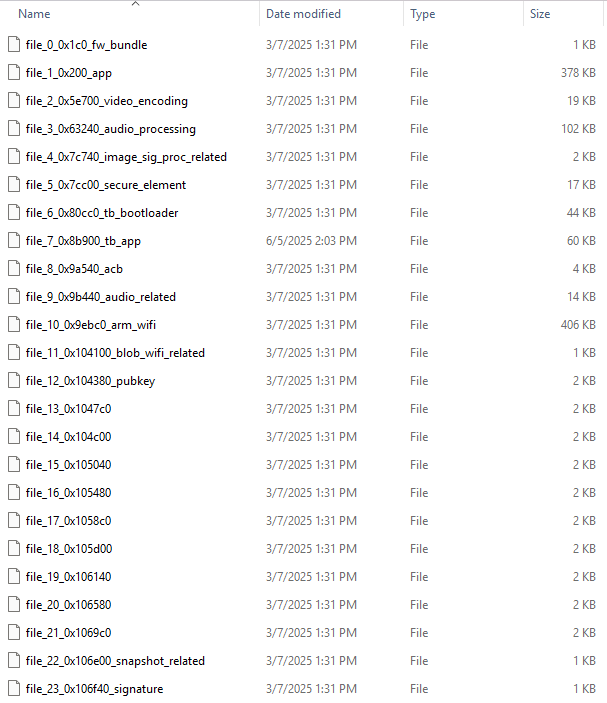 Name Date modified Type Size
file_0_0x1c0_fw_bundle 3/7/2025 1:31 PM File 1 KB
file_1_0x200_app 3/7/2025 1:31 PM File 378 KB
file_2_0x5e700_video_encoding 3/7/2025 1:31 PM File 19 KB
file_3_0x63240_audio_processing 3/7/2025 1:31 PM File 102 KB
file_4_0x7c740_image_sig_proc_related 3/7/2025 1:31 PM File 2 KB
file_5_0x7cc00_secure_element 3/7/2025 1:31 PM File 17 KB
file_6_0x80cc0_tb_bootloader 3/7/2025 1:31 PM File 44 KB
file_7_0x8b900_tb_app 6/5/2025 2:03 PM File 60 KB
file_8_0x9a540_acb 3/7/2025 1:31 PM File 4 KB
file_9_0x9b440_audio_related 3/7/2025 1:31 PM File 14 KB
file_10_0x9ebc0_arm_wifi 3/7/2025 1:31 PM File 406 KB
file_11_0x104100_blob_wifi_related 3/7/2025 1:31 PM File 1 KB
file_12_0x104380_pubkey 3/7/2025 1:31 PM File 2 KB
file_13_0x1047c0 3/7/2025 1:31 PM File 2 KB
file_14_0x104c00 3/7/2025 1:31 PM File 2 KB
file_15_0x105040 3/7/2025 1:31 PM File 2 KB
file_16_0x105480 3/7/2025 1:31 PM File 2 KB
file_17_0x1058c0 3/7/2025 1:31 PM File 2 KB
file_18_0x105d00 3/7/2025 1:31 PM File 2 KB
file_19_0x106140 3/7/2025 1:31 PM File 2 KB
file_20_0x106580 3/7/2025 1:31 PM File 2 KB
file_21_0x1069c0 3/7/2025 1:31 PM File 2 KB
file_22_0x106e00_snapshot_related 3/7/2025 1:31 PM File 1 KB
file_23_0x106f40_signature 3/7/2025 1:31 PM File 1 KB